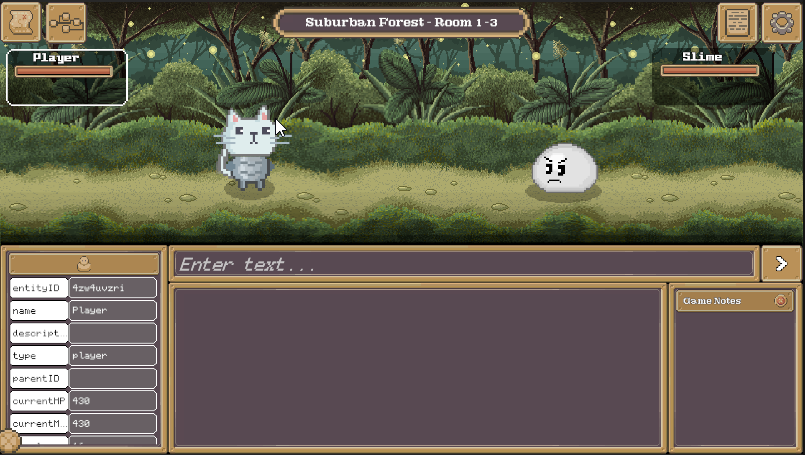 Suburban Forest - Room 1-3
Player
Slime
Enter text...
entityID 4zw4uvzri
name Player
descript
type player
parentID
currentHP 430
currentM... 430
Game Notes